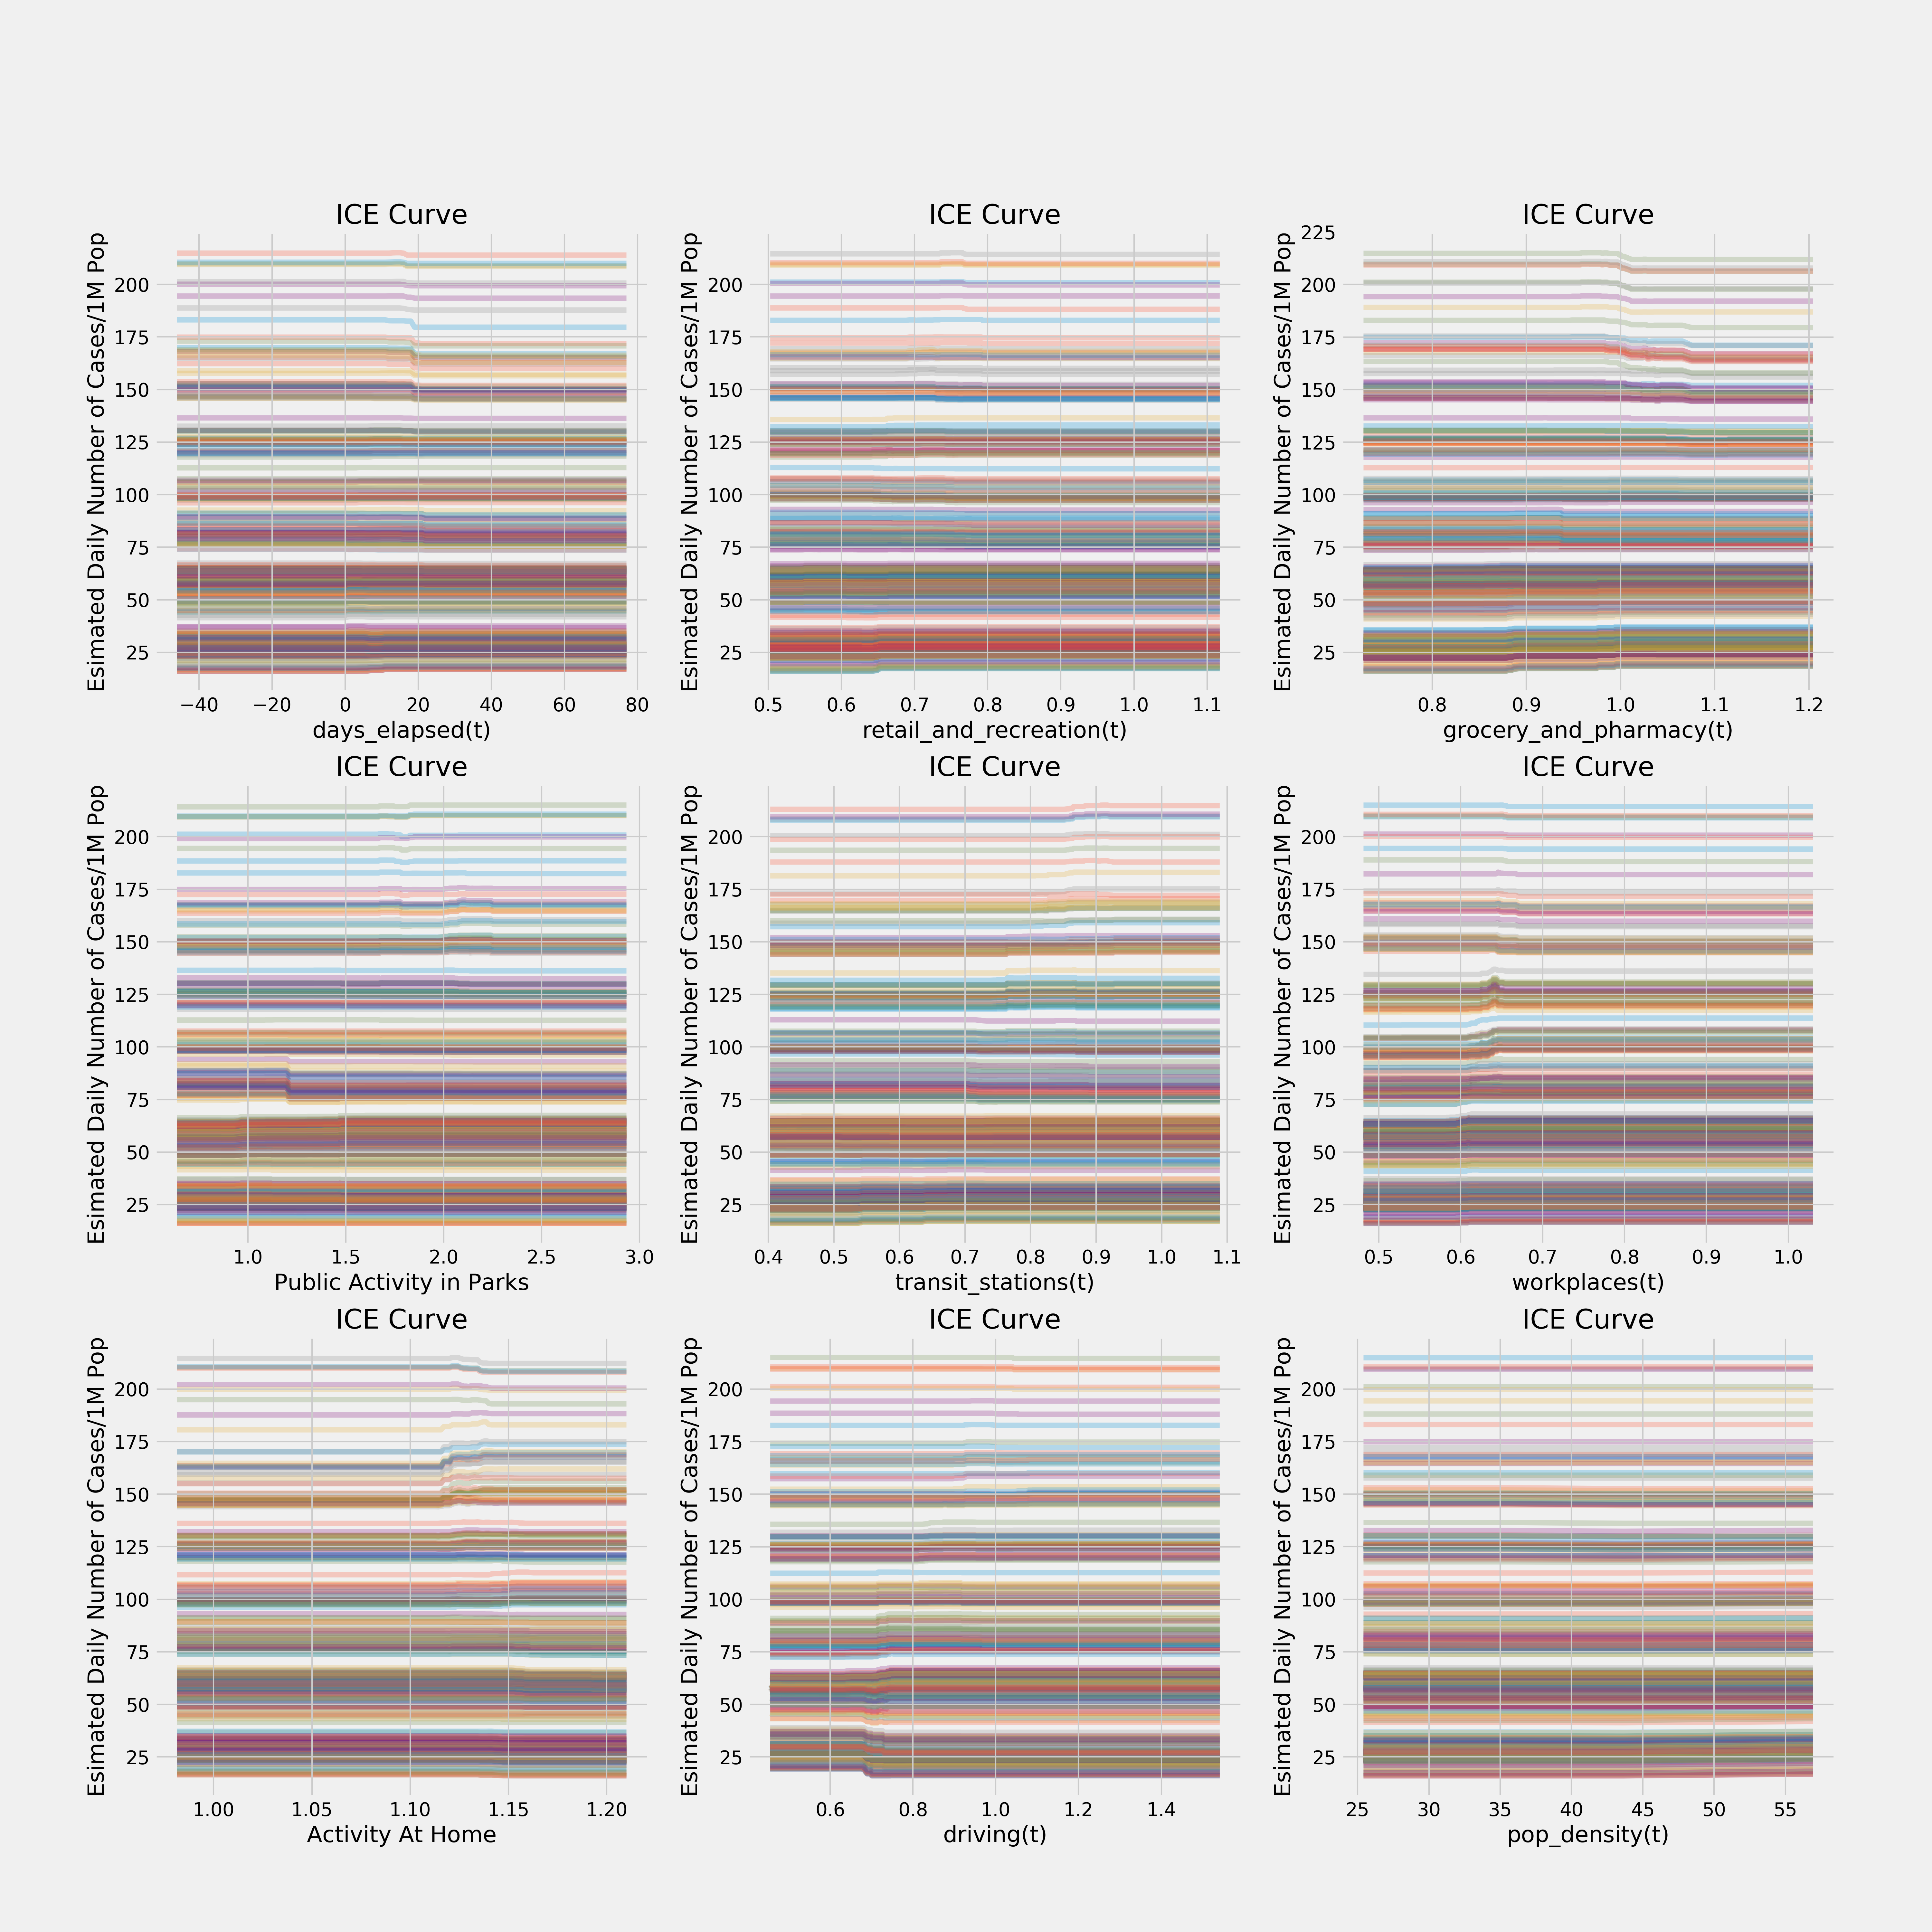 ICE Curve
Esimated Daily Number of Cases/1M Pop
200
175
150
125
100
75
50
25
−40 −20 0 20 40 60 80
days_elapsed(t)
ICE Curve
Esimated Daily Number of Cases/1M Pop
200
175
150
125
100
75
50
25
0.5 0.6 0.7 0.8 0.9 1.0 1.1
retail_and_recreation(t)
ICE Curve
Esimated Daily Number of Cases/1M Pop
225
200
175
150
125
100
75
50
25
0.8 0.9 1.0 1.1 1.2
grocery_and_pharmacy(t)
ICE Curve
Esimated Daily Number of Cases/1M Pop
200
175
150
125
100
75
50
25
1.0 1.5 2.0 2.5 3.0
Public Activity in Parks
ICE Curve
Esimated Daily Number of Cases/1M Pop
200
175
150
125
100
75
50
25
0.4 0.5 0.6 0.7 0.8 0.9 1.0 1.1
transit_stations(t)
ICE Curve
Esimated Daily Number of Cases/1M Pop
200
175
150
125
100
75
50
25
0.5 0.6 0.7 0.8 0.9 1.0
workplaces(t)
ICE Curve
Esimated Daily Number of Cases/1M Pop
200
175
150
125
100
75
50
25
1.00 1.05 1.10 1.15 1.20
Activity At Home
ICE Curve
Esimated Daily Number of Cases/1M Pop
200
175
150
125
100
75
50
25
0.6 0.8 1.0 1.2 1.4
driving(t)
ICE Curve
Esimated Daily Number of Cases/1M Pop
200
175
150
125
100
75
50
25
25 30 35 40 45 50 55
pop_density(t)